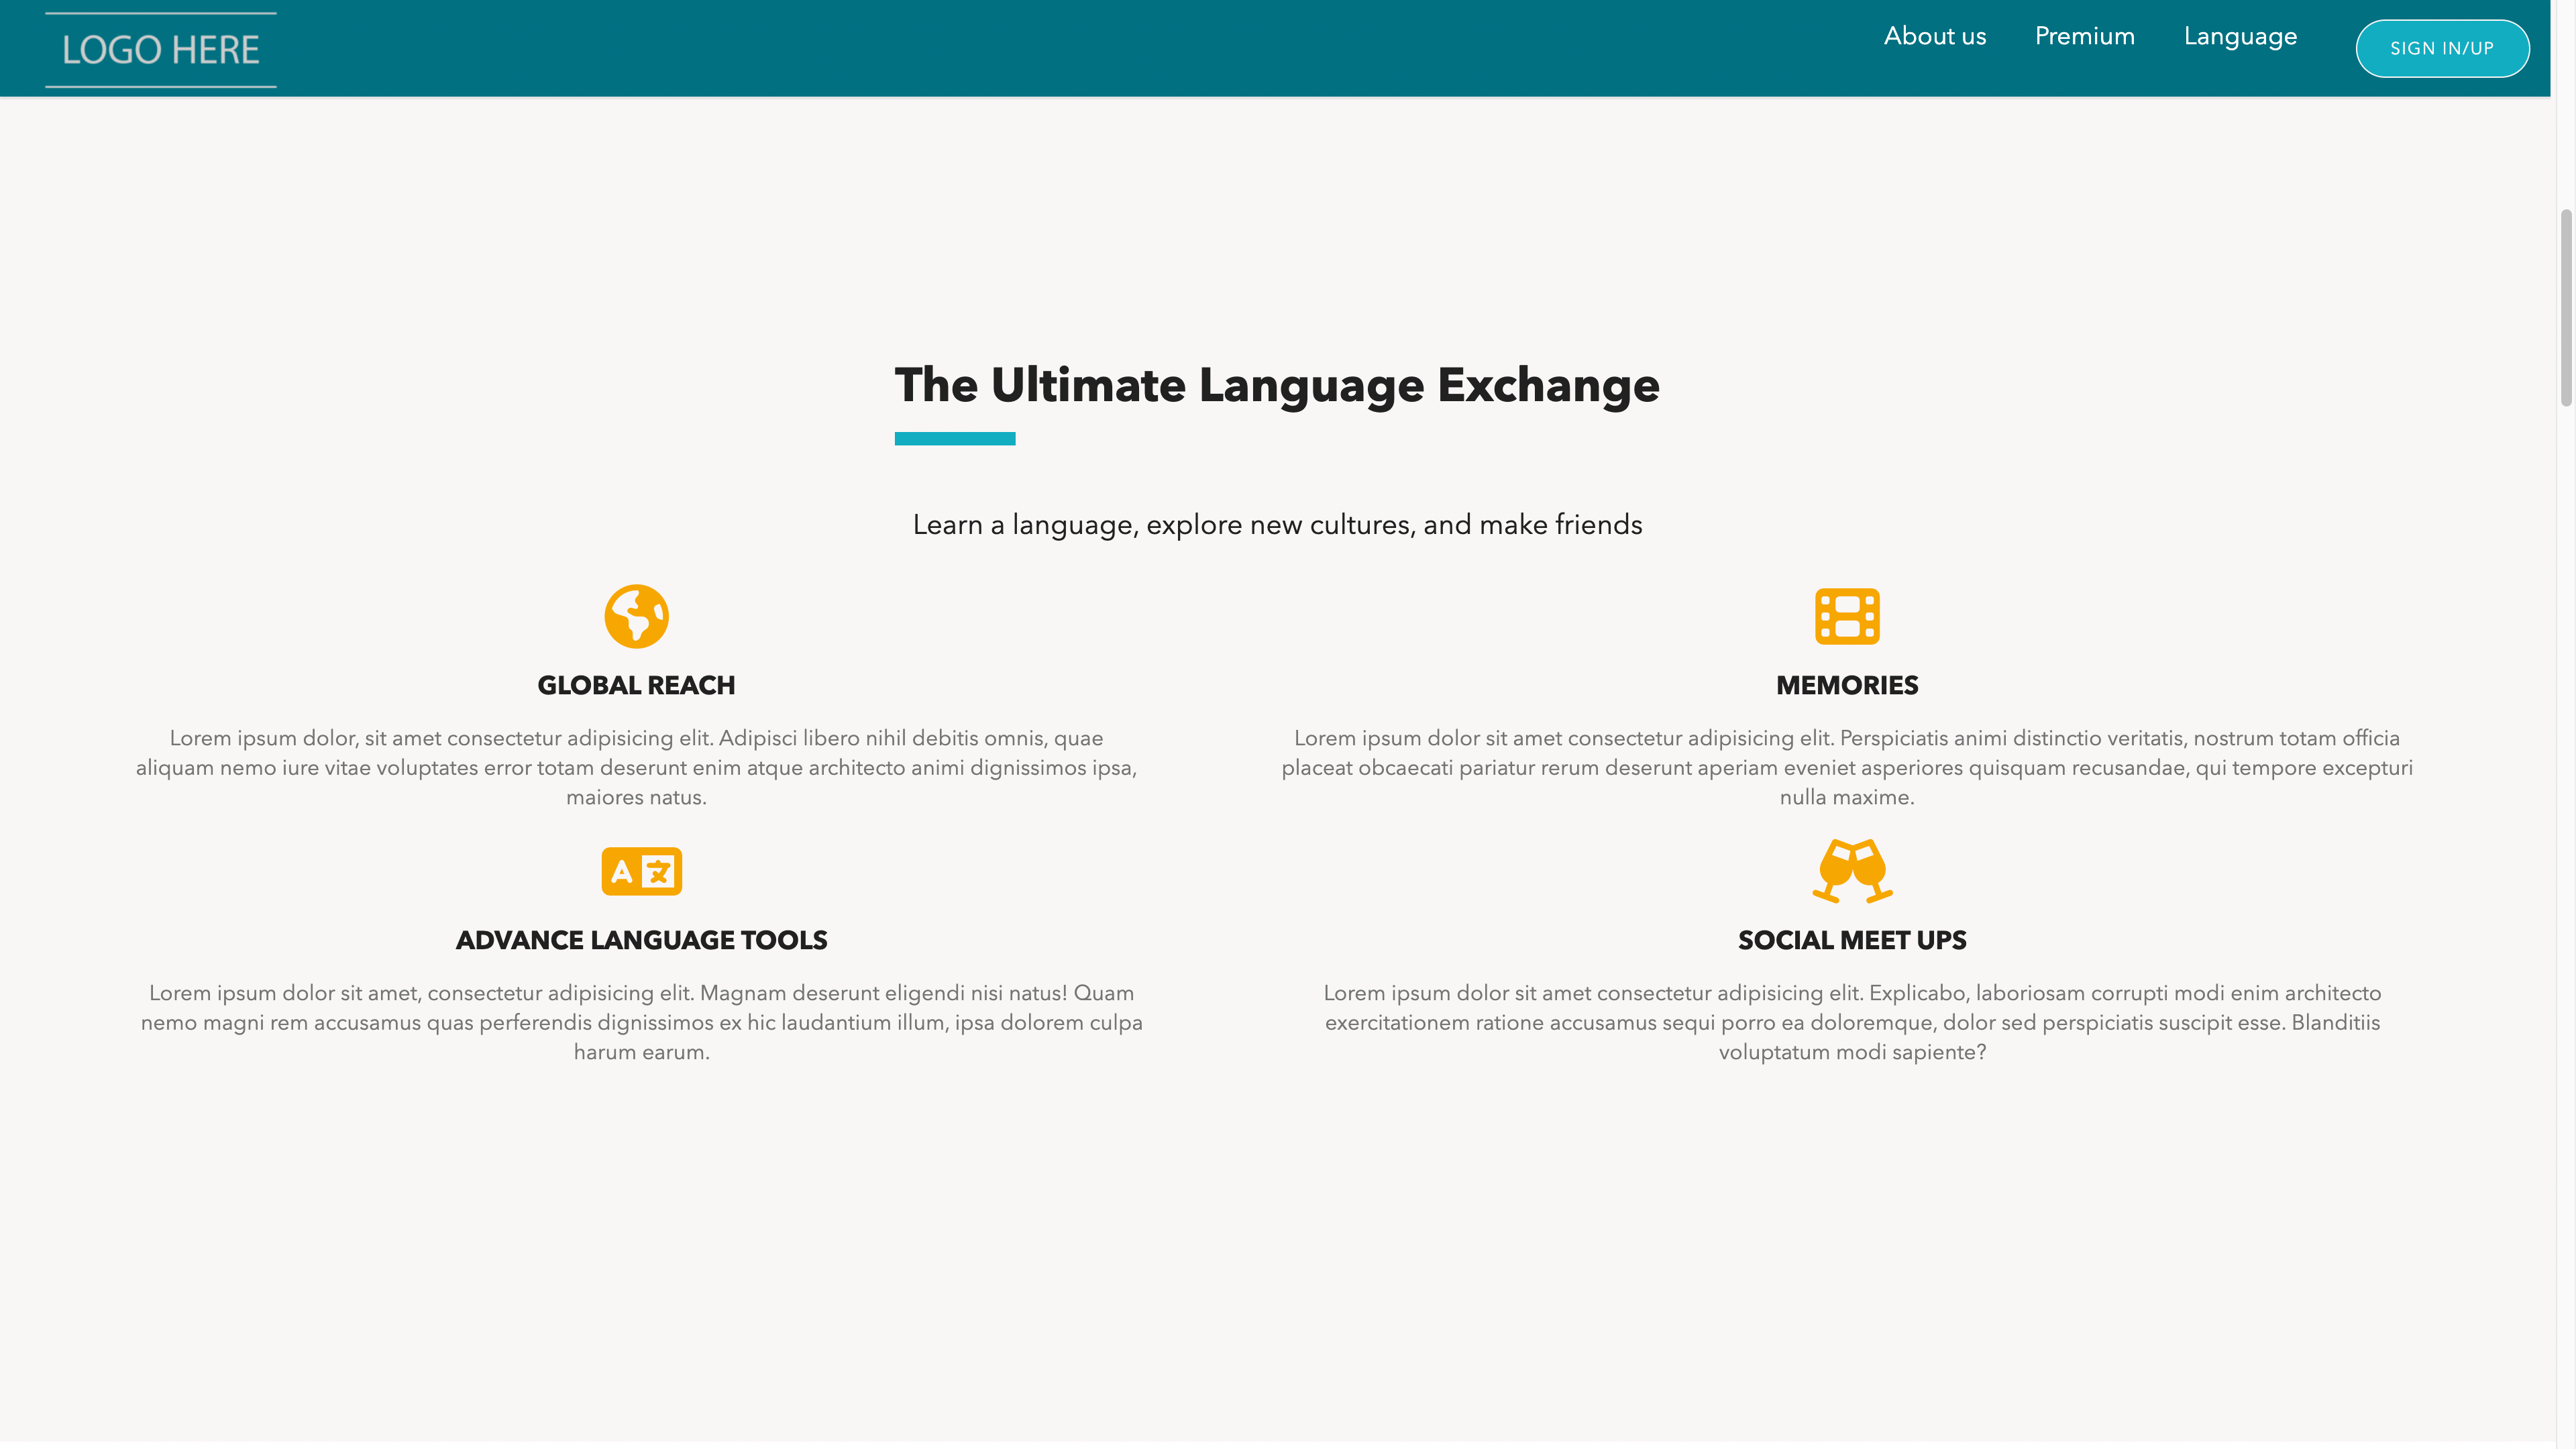 LOGO HERE
About us
Premium
Language
SIGN IN/UP
The Ultimate Language Exchange
Learn a language, explore new cultures, and make friends
GLOBAL REACH
Lorem ipsum dolor, sit amet consectetur adipisicing elit. Adipisci libero nihil debitis omnis, quae
aliquam nemo iure vitae voluptates error totam deserunt enim atque architecto animi dignissimos ipsa,
maiores natus.
MEMORIES
Lorem ipsum dolor sit amet consectetur adipisicing elit. Perspiciatis animi distinctio veritatis, nostrum totam officia
placeat obcaecati pariatur rerum deserunt aperiam eveniet asperiores quisquam recusandae, qui tempore excepturi
nulla maxime.
A 文
ADVANCE LANGUAGE TOOLS
Lorem ipsum dolor sit amet, consectetur adipisicing elit. Magnam deserunt eligendi nisi natus! Quam
nemo magni rem accusamus quas perferendis dignissimos ex hic laudantium illum, ipsa dolorem culpa
harum earum.
SOCIAL MEET UPS
Lorem ipsum dolor sit amet consectetur adipisicing elit. Explicabo, laboriosam corrupti modi enim architecto
exercitationem ratione accusamus sequi porro ea doloremque, dolor sed perspiciatis suscipit esse. Blanditiis
voluptatum modi sapiente?